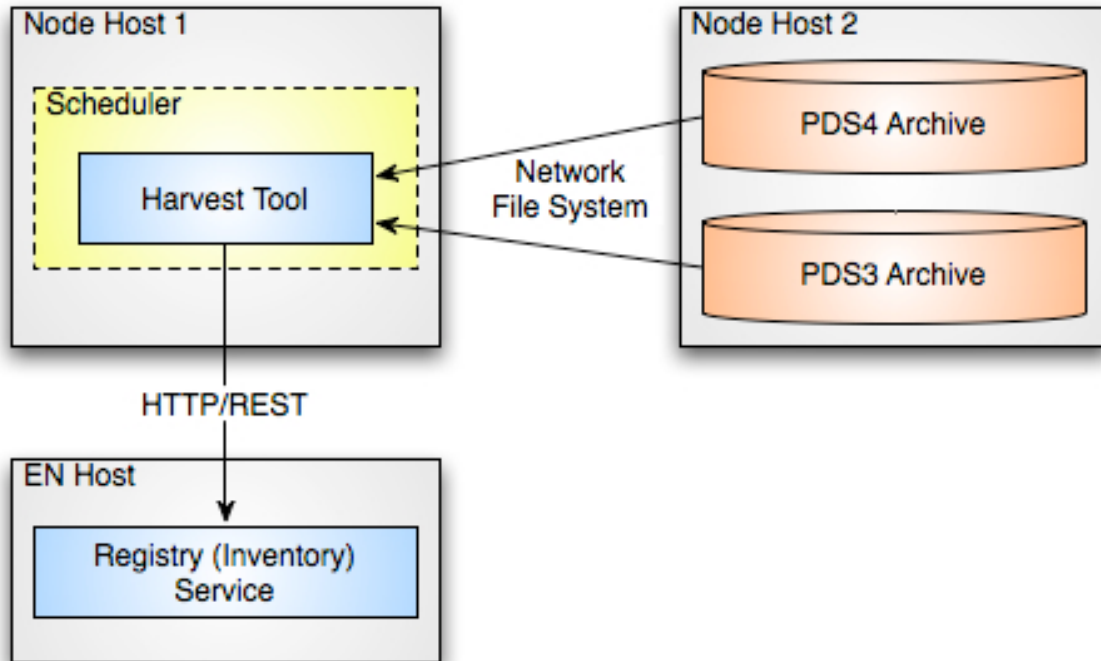 Node Host 1
Scheduler
Harvest Tool
Network
File System
Node Host 2
PDS4 Archive
PDS3 Archive
HTTP/REST
EN Host
Registry (Inventory)
Service